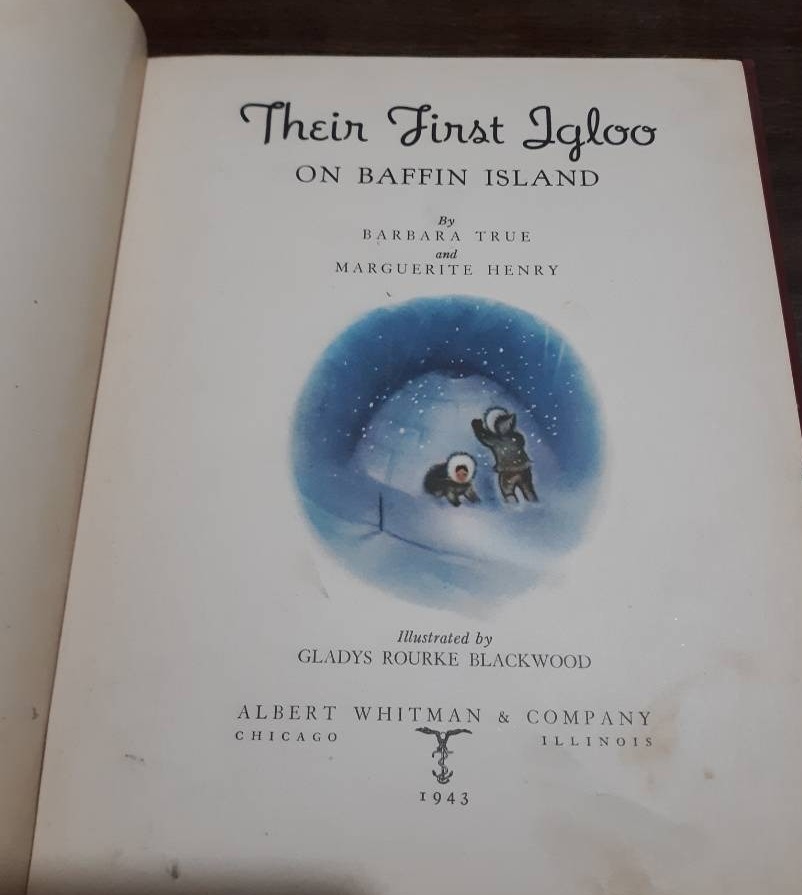 Their First Igloo
ON BAFFIN ISLAND
By
BARBARA TRUE
and
MARGUERITE HENRY
Illustrated by
GLADYS ROURKE BLACKWOOD
ALBERT WHITMAN & COMPANY
CHICAGO ILLINOIS
1943